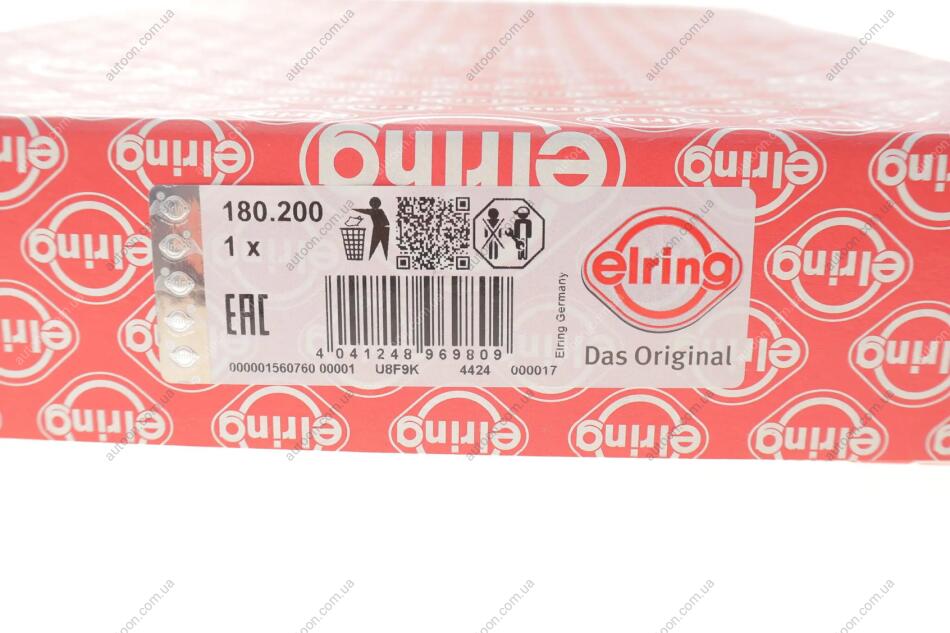 elring
180.200
1 x
EAC
4 041248 969809
000001560760 00001 U8F9K 4424 000017
Elring Germany
elring
Das Original
autoon.com.ua